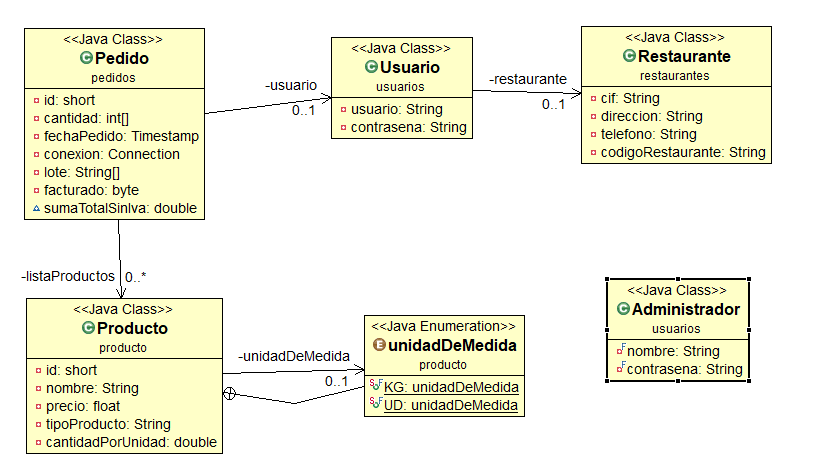 <<Java Class>>
Pedido
pedidos
id: short
cantidad: int[]
fechaPedido: Timestamp
conexion: Connection
lote: String[]
facturado: byte
sumaTotalSinIva: double
-usuario
0..1
<<Java Class>>
Usuario
usuarios
usuario: String
contrasena: String
-restaurante
0..1
<<Java Class>>
Restaurante
restaurantes
cif: String
direccion: String
telefono: String
codigoRestaurante: String
-listaProductos
0..*
<<Java Class>>
Producto
producto
id: short
nombre: String
precio: float
tipoProducto: String
cantidadPorUnidad: double
-unidadDeMedida
0..1
<<Java Enumeration>>
unidadDeMedida
producto
KG: unidadDeMedida
UD: unidadDeMedida
<<Java Class>>
Administrador
usuarios
nombre: String
contrasena: String